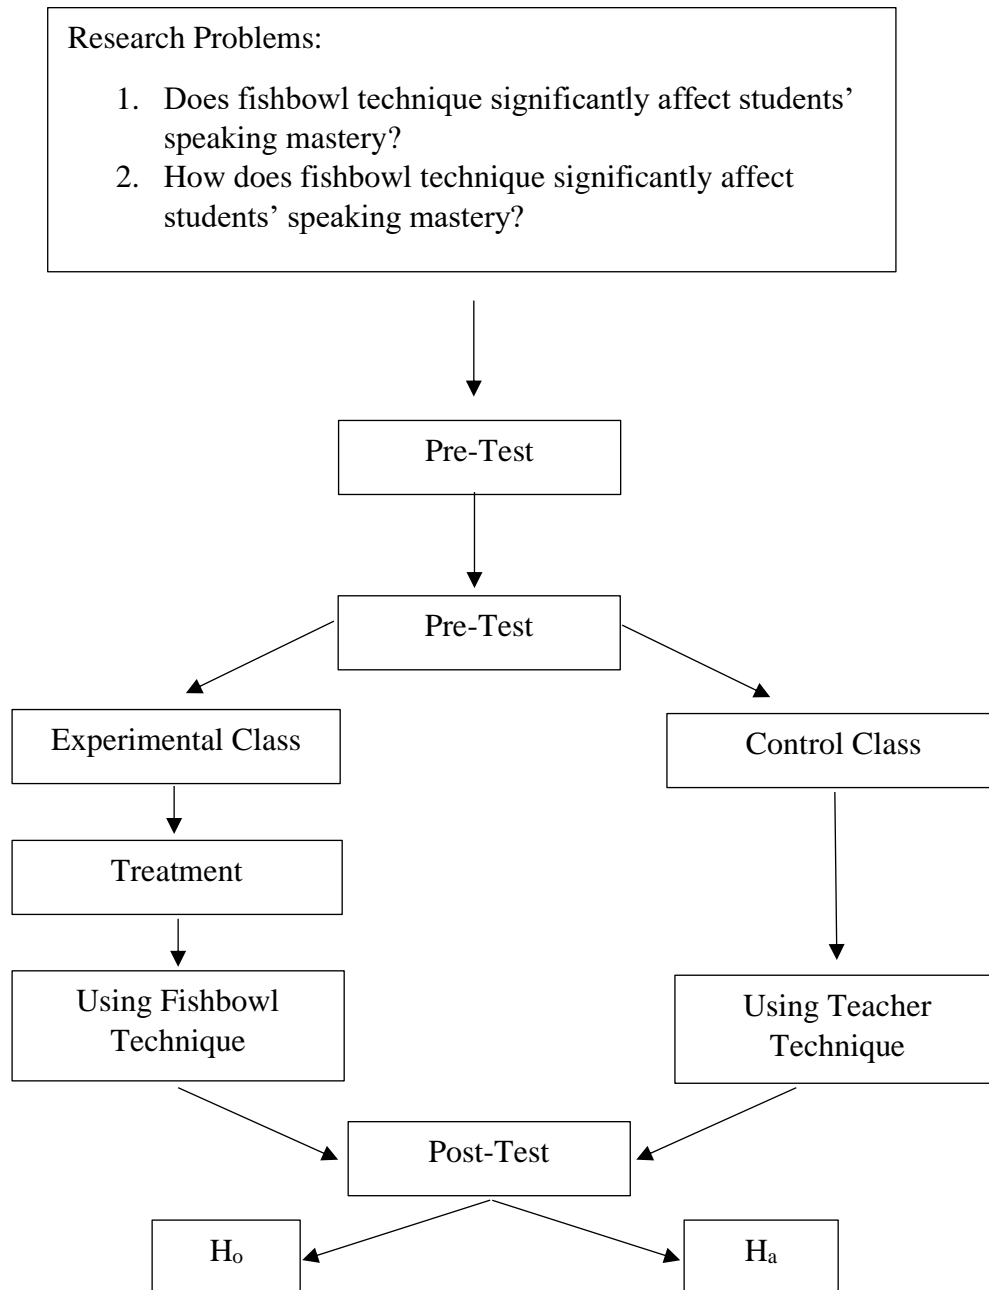 Research Problems:
1. Does fishbowl technique significantly affect students’
speaking mastery?
2. How does fishbowl technique significantly affect
students’ speaking mastery?
Pre-Test
Pre-Test
Experimental Class
Control Class
Treatment
Using Fishbowl
Technique
Using Teacher
Technique
Post-Test
Hₒ
Hₐ